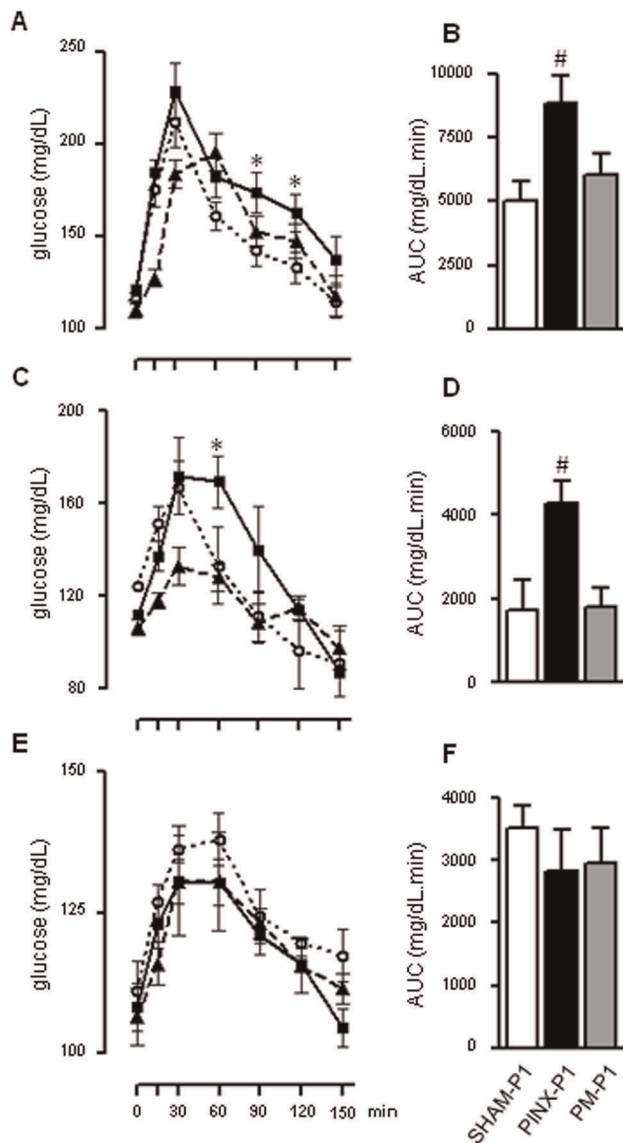 A
glucose (mg/dL)
250
200
150
100
*
*
B
AUC (mg/dL.min)
10000
7500
5000
2500
0
#
C
glucose (mg/dL)
200
160
120
80
*
D
AUC (mg/dL.min)
6000
4000
2000
0
#
E
glucose (mg/dL)
150
125
100
0 30 60 90 120 150 min
F
AUC (mg/dL.min)
4000
3000
2000
1000
0
SHAM-P1
PINX-P1
PM-P1